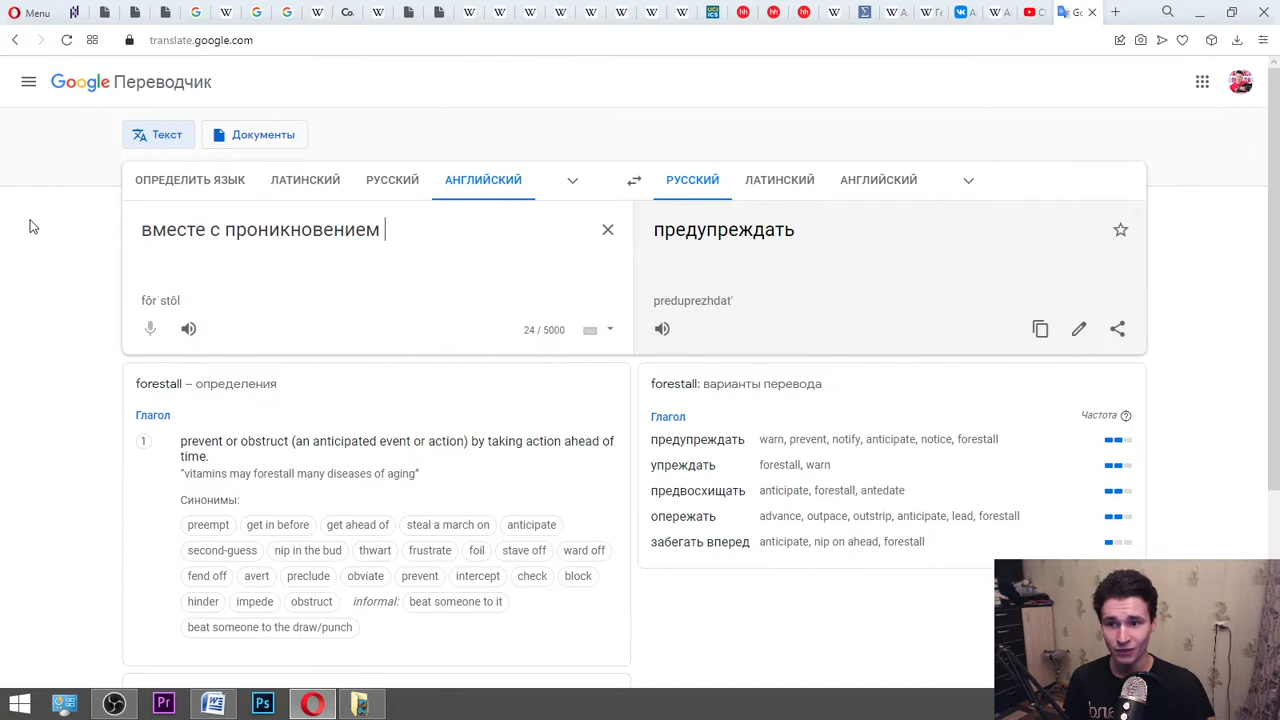 Menu
Co.
translate.google.com
Google Переводчик
Текст
Документы
ОПРЕДЕЛИТЬ ЯЗЫК
ЛАТИНСКИЙ
РУССКИЙ
АНГЛИЙСКИЙ
РУССКИЙ
ЛАТИНСКИЙ
АНГЛИЙСКИЙ
вместе с проникновением
предупреждать
fôrˈstôl
preduprezhdatʹ
24 / 5000
forestall – определения
Глагол
1
prevent or obstruct (an anticipated event or action) by taking action ahead of
time.
"vitamins may forestall many diseases of aging"
Синонимы:
preempt get in before get ahead of steal a march on anticipate
second-guess nip in the bud thwart frustrate foil stave off ward off
fend off avert preclude obviate prevent intercept check block
hinder impede obstruct informal: beat someone to it
beat someone to the draw/punch
forestall: варианты перевода
Глагол
Частота
предупреждать warn, prevent, notify, anticipate, notice, forestall
упреждать forestall, warn
предвосхищать anticipate, forestall, antedate
опережать advance, outpace, outstrip, anticipate, lead, forestall
забегать вперед anticipate, nip on ahead, forestall